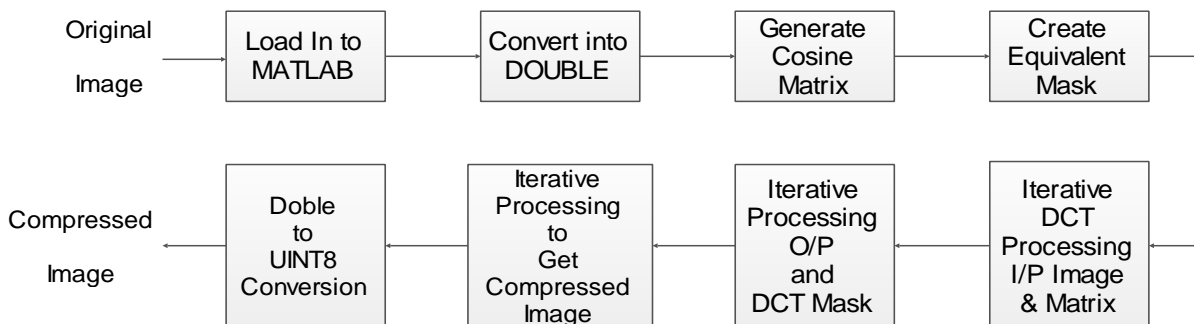 Original
Image
Load In to
MATLAB
Convert into
DOUBLE
Generate
Cosine
Matrix
Create
Equivalent
Mask
Iterative
DCT
Processing
I/P Image
& Matrix
Iterative
Processing
O/P
and
DCT Mask
Iterative
Processing
to
Get
Compressed
Image
Doble
to
UINT8
Conversion
Compressed
Image